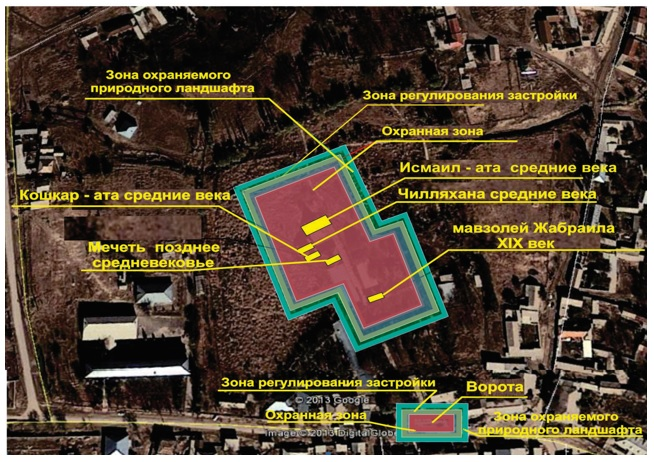 Зона охраняемого
природного ландшафта
Зона регулирования застройки
Охранная зона
Исмаил - ата средние века
Кошкар - ата средние века
Чилляхана средние века
Мечеть позднее
средневековье
мавзолей Жабраила
XIX век
Зона регулирования застройки
Ворота
© 2013 Google
Охранная зона
Зона охраняемого
природного ландшафта
Image © 2013 DigitalGlobe